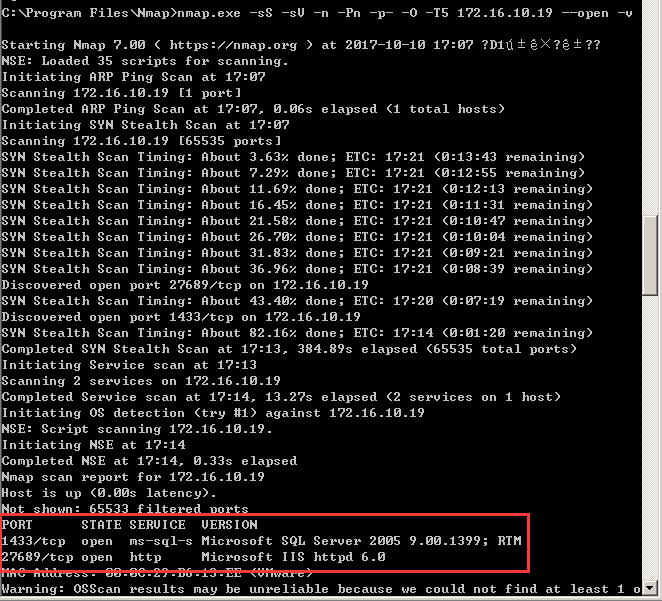 C:\Program Files\Nmap>nmap.exe -sS -sV -n -Pn -p- -O -T5 172.16.10.19 --open -v
Starting Nmap 7.00 ( https://nmap.org ) at 2017-10-10 17:07 ?D1ú±ê×?ê±??
NSE: Loaded 35 scripts for scanning.
Initiating ARP Ping Scan at 17:07
Scanning 172.16.10.19 [1 port]
Completed ARP Ping Scan at 17:07, 0.06s elapsed (1 total hosts)
Initiating SYN Stealth Scan at 17:07
Scanning 172.16.10.19 [65535 ports]
SYN Stealth Scan Timing: About 3.63% done; ETC: 17:21 (0:13:43 remaining)
SYN Stealth Scan Timing: About 7.29% done; ETC: 17:21 (0:12:55 remaining)
SYN Stealth Scan Timing: About 11.69% done; ETC: 17:21 (0:12:13 remaining)
SYN Stealth Scan Timing: About 16.45% done; ETC: 17:21 (0:11:31 remaining)
SYN Stealth Scan Timing: About 21.58% done; ETC: 17:21 (0:10:47 remaining)
SYN Stealth Scan Timing: About 26.70% done; ETC: 17:21 (0:10:04 remaining)
SYN Stealth Scan Timing: About 31.83% done; ETC: 17:21 (0:09:21 remaining)
SYN Stealth Scan Timing: About 36.96% done; ETC: 17:21 (0:08:39 remaining)
Discovered open port 27689/tcp on 172.16.10.19
SYN Stealth Scan Timing: About 43.40% done; ETC: 17:20 (0:07:19 remaining)
Discovered open port 1433/tcp on 172.16.10.19
SYN Stealth Scan Timing: About 82.16% done; ETC: 17:14 (0:01:20 remaining)
Completed SYN Stealth Scan at 17:13, 384.89s elapsed (65535 total ports)
Initiating Service scan at 17:13
Scanning 2 services on 172.16.10.19
Completed Service scan at 17:14, 13.27s elapsed (2 services on 1 host)
Initiating OS detection (try #1) against 172.16.10.19
NSE: Script scanning 172.16.10.19.
Initiating NSE at 17:14
Completed NSE at 17:14, 0.33s elapsed
Nmap scan report for 172.16.10.19
Host is up (0.00s latency).
Not shown: 65533 filtered ports
PORT STATE SERVICE VERSION
1433/tcp open ms-sql-s Microsoft SQL Server 2005 9.00.1399; RTM
27689/tcp open http Microsoft IIS httpd 6.0
MAC Address: 00:0C:29:B6:13:EE (VMware)
Warning: OSScan results may be unreliable because we could not find at least 1 o